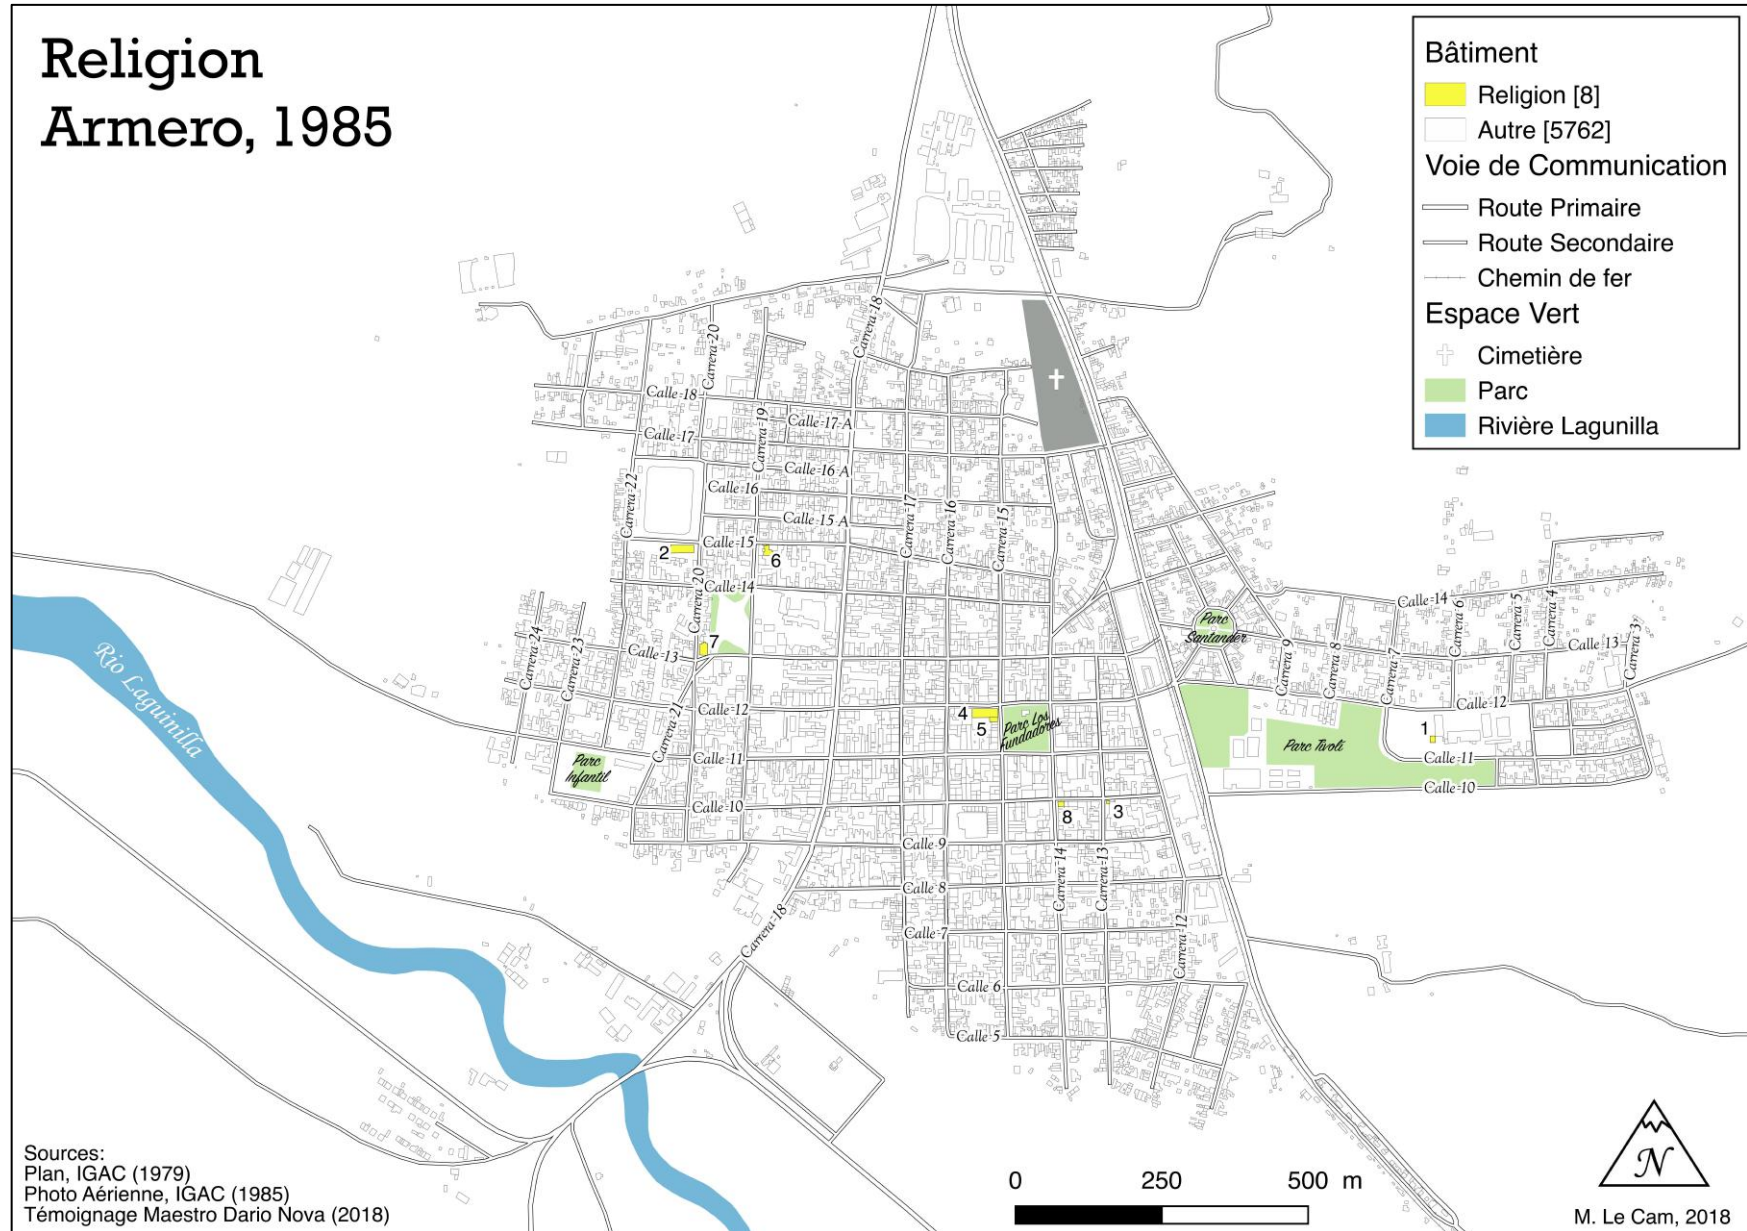 Religion
Armero, 1985
Bâtiment
Religion [8]
Autre [5762]
Voie de Communication
Route Primaire
Route Secondaire
Chemin de fer
Espace Vert
Cimetière
Parc
Rivière Lagunilla
Carrera 18
Carrera 20
Calle 18
Carrera 19
Calle 17 A
Calle 17
Calle 16 A
Carrera 22
Calle 16
Carrera 17
Carrera 16
Carrera 15
Calle 15 A
Calle 15
2
6
Calle 14
Carrera 20
Calle 14
Carrera 6
Carrera 5
Carrera 4
Parc
Santander
Carrera 24
Carrera 23
7
Calle 13
Carrera 9
Carrera 8
Carrera 7
Calle 13
Carrera 3
Rio Laguinilla
Carrera 21
Calle 12
4
5
Parc Los
Fundadores
Calle 12
1
Parc Tivoli
Calle 11
Parc
Infantil
Calle 11
Calle 10
Calle 10
8
3
Calle 9
Carrera 14
Carrera 13
Calle 8
Carrera 18
Calle 7
Carrera 12
Calle 6
Calle 5
Sources:
Plan, IGAC (1979)
Photo Aérienne, IGAC (1985)
Témoignage Maestro Dario Nova (2018)
0 250 500 m
N
M. Le Cam, 2018